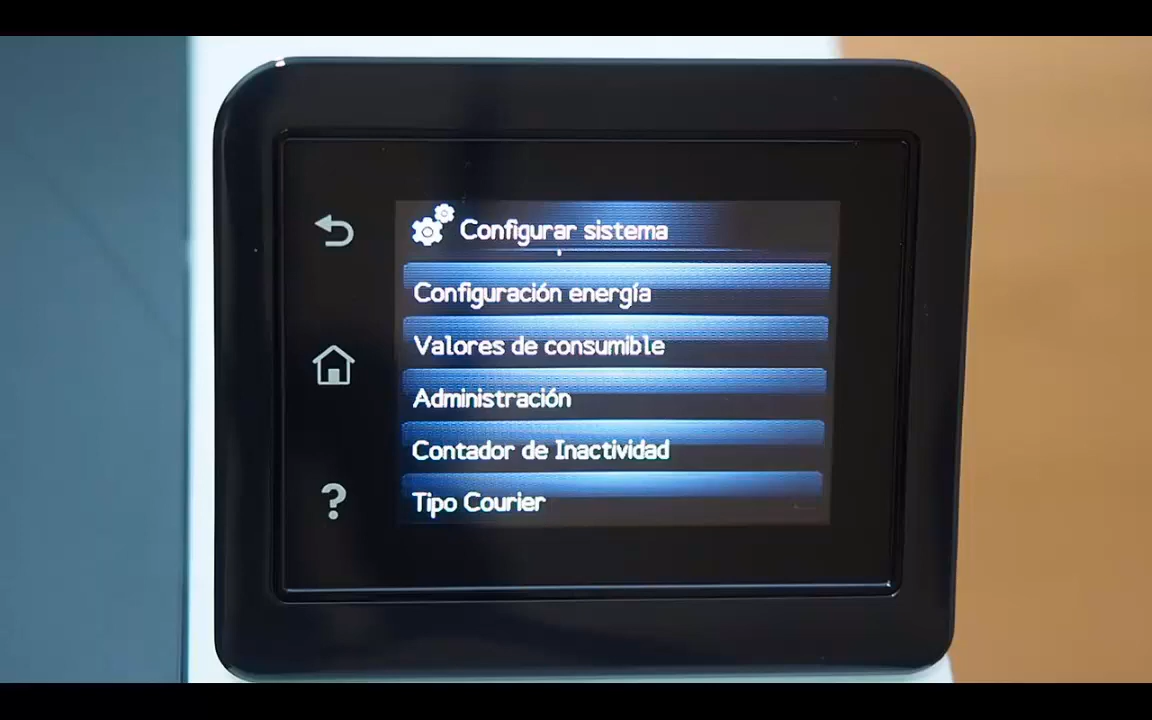 Configurar sistema
Configuración energía
Valores de consumible
Administración
Contador de Inactividad
Tipo Courier
?